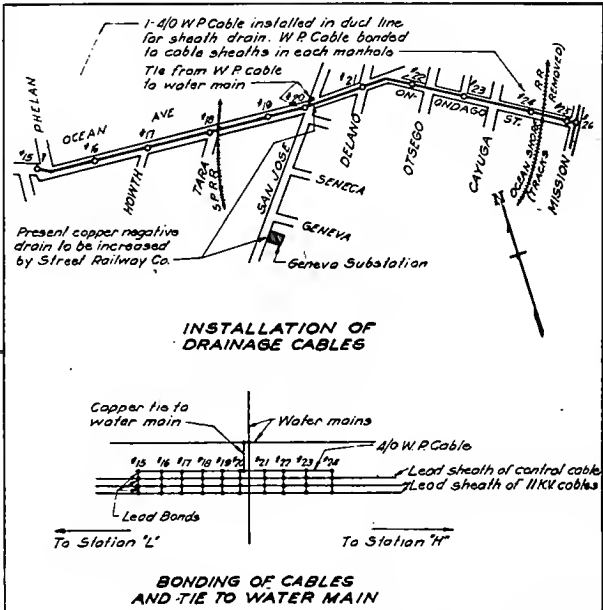 1-4/0 W.P. Cable installed in duct line
for sheath drain. W.P. Cable bonded
to cable sheaths in each manhole
Tie from W.P. cable
to water main
PHELAN
OCEAN AVE
#15
#16
#17
#18
#19
#20
#21
#22
#23
#24
#25
#26
HOWTH
TARA
S.P.R.R.
SAN JOSE
DELANO
ON-
ONDAGO
ST.
OTSEGO
CAYUGA
OCEAN SHORE R.R.
(TRACKS REMOVED)
MISSION
SENECA
GENEVA
N
Present copper negative
drain to be increased
by Street Railway Co.
Geneva Substation
INSTALLATION OF
DRAINAGE CABLES
Copper tie to
water main
Water mains
4/0 W.P. Cable
#15 #16 #17 #18 #19 #20 #21 #22 #23 #24
Lead sheath of control cable
Lead sheath of 11KV. cables
Lead Bonds
To Station "L"
To Station "H"
BONDING OF CABLES
AND TIE TO WATER MAIN